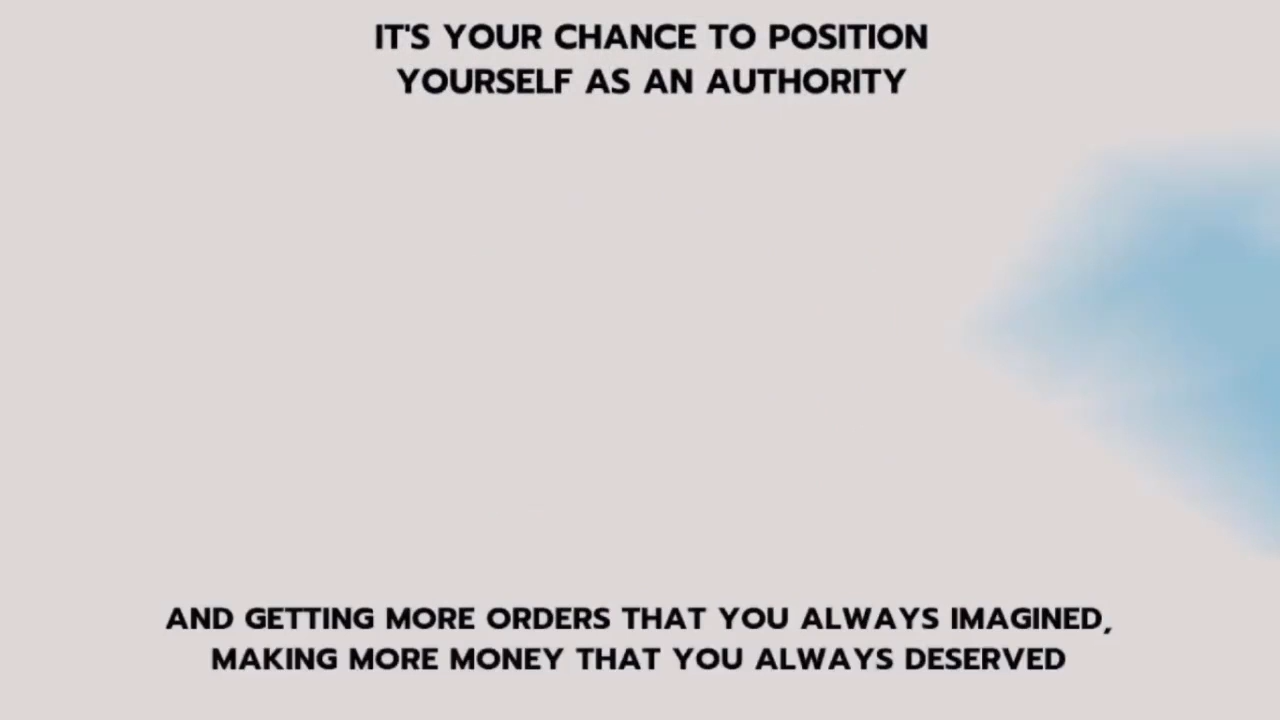 IT'S YOUR CHANCE TO POSITION
YOURSELF AS AN AUTHORITY
AND GETTING MORE ORDERS THAT YOU ALWAYS IMAGINED,
MAKING MORE MONEY THAT YOU ALWAYS DESERVED